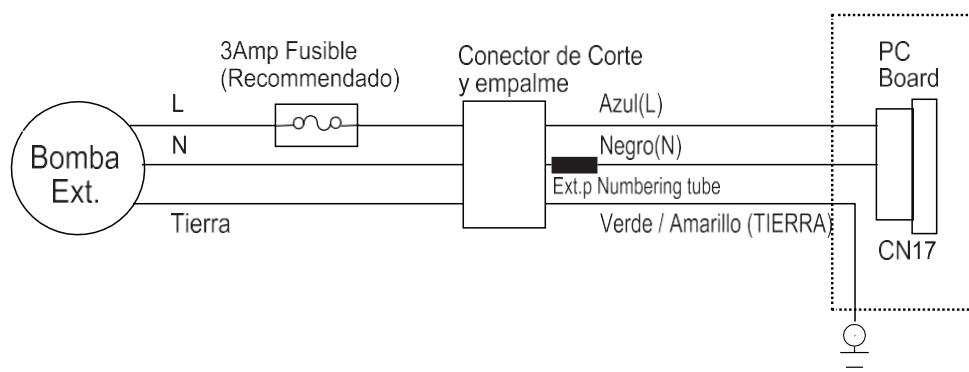 3Amp Fusible
(Recommendado)
Conector de Corte
y empalme
PC
Board
L
Azul(L)
N
Negro(N)
Bomba
Ext.
Ext.p Numbering tube
Tierra
Verde / Amarillo (TIERRA)
CN17